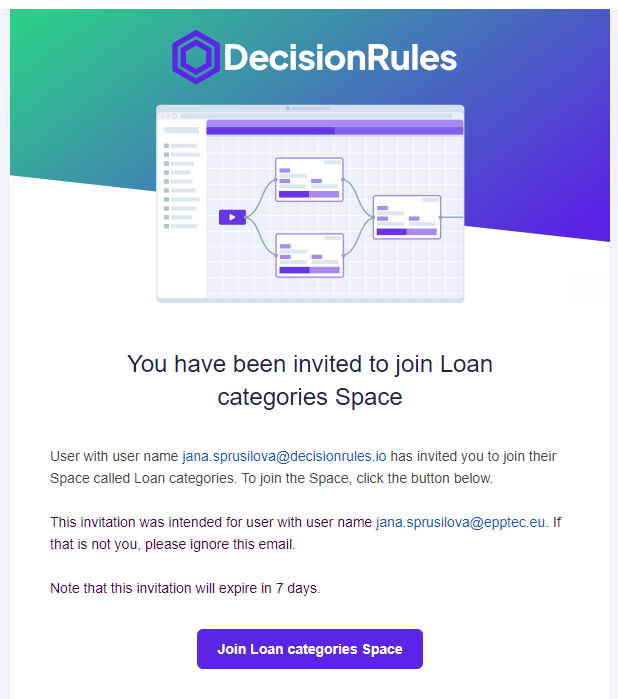 DecisionRules
You have been invited to join Loan
categories Space
User with user name jana.sprusilova@decisionrules.io has invited you to join their
Space called Loan categories. To join the Space, click the button below.
This invitation was intended for user with user name jana.sprusilova@epptec.eu. If
that is not you, please ignore this email.
Note that this invitation will expire in 7 days.
Join Loan categories Space